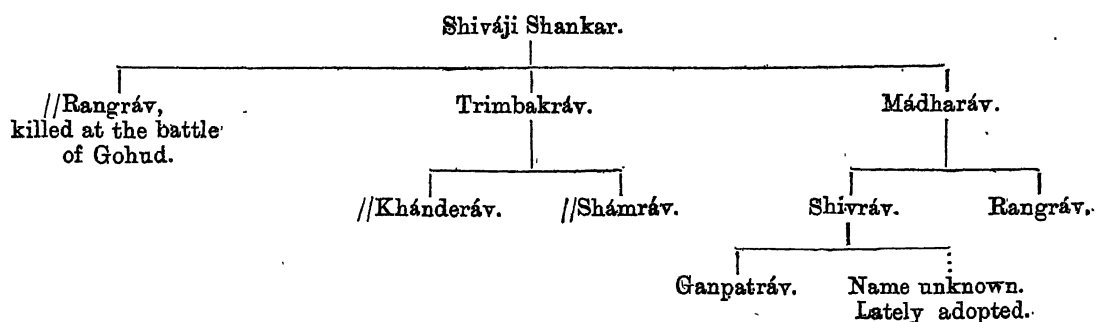 Shiváji Shankar.
//Rangráv, Trimbakráv. Mádharáv.
killed at the battle
of Gohud.
//Khánderáv. //Shámráv. Shivráv. Rangráv.
Ganpatráv. Name unknown.
Lately adopted.